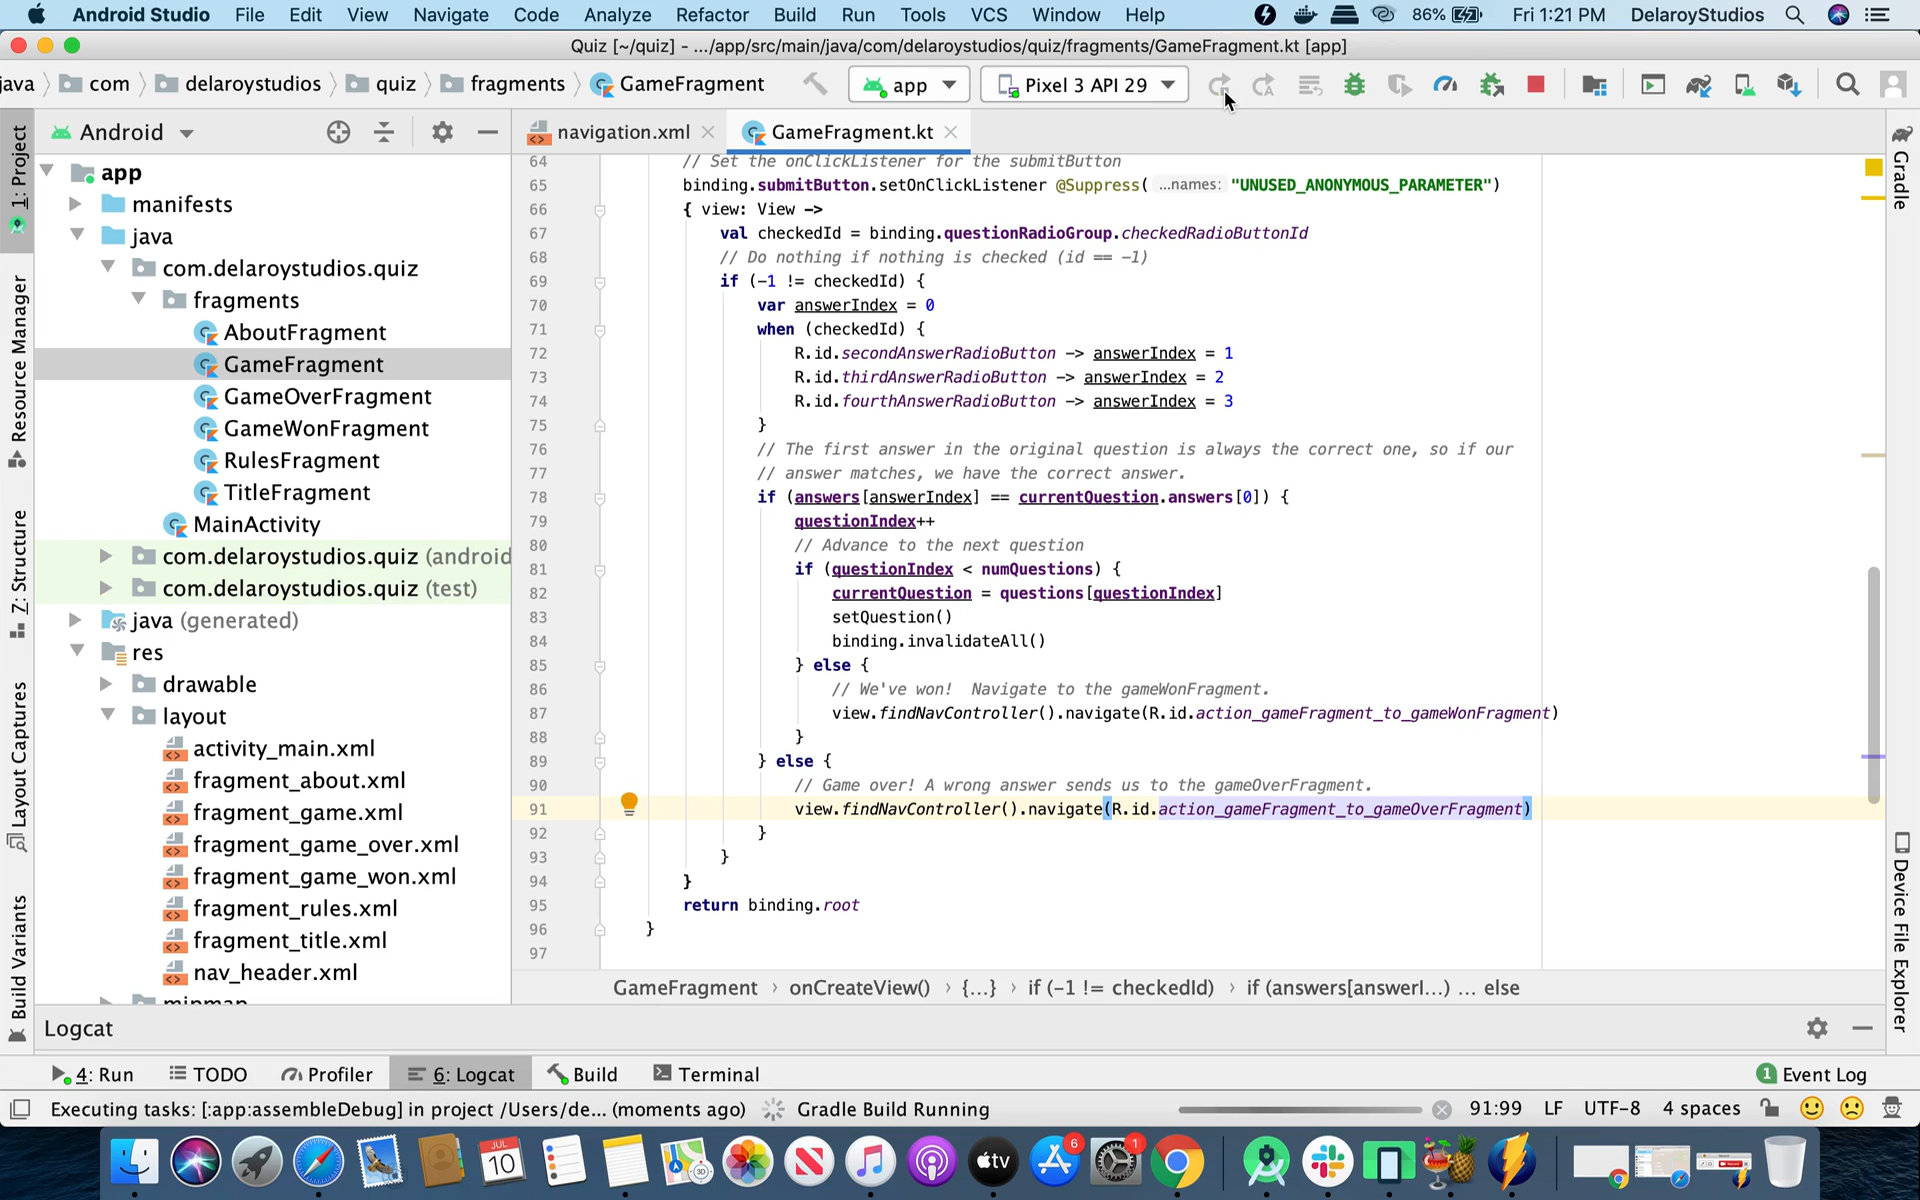 Android Studio File Edit View Navigate Code Analyze Refactor Build Run Tools VCS Window Help 86% Fri 1:21 PM DelaroyStudios
Quiz [~/quiz] - .../app/src/main/java/com/delaroystudios/quiz/fragments/GameFragment.kt [app]
java com delaroystudios quiz fragments GameFragment app Pixel 3 API 29
Android
navigation.xml GameFragment.kt
1: Project
Resource Manager
Z: Structure
Layout Captures
Build Variants
app
manifests
java
com.delaroystudios.quiz
fragments
AboutFragment
GameFragment
GameOverFragment
GameWonFragment
RulesFragment
TitleFragment
MainActivity
com.delaroystudios.quiz (android
com.delaroystudios.quiz (test)
java (generated)
res
drawable
layout
activity_main.xml
fragment_about.xml
fragment_game.xml
fragment_game_over.xml
fragment_game_won.xml
fragment_rules.xml
fragment_title.xml
nav_header.xml
mipmap
64 // Set the onClickListener for the submitButton
65 binding.submitButton.setOnClickListener @Suppress( ...names: "UNUSED_ANONYMOUS_PARAMETER")
66 { view: View ->
67 val checkedId = binding.questionRadioGroup.checkedRadioButtonId
68 // Do nothing if nothing is checked (id == -1)
69 if (-1 != checkedId) {
70 var answerIndex = 0
71 when (checkedId) {
72 R.id.secondAnswerRadioButton -> answerIndex = 1
73 R.id.thirdAnswerRadioButton -> answerIndex = 2
74 R.id.fourthAnswerRadioButton -> answerIndex = 3
75 }
76 // The first answer in the original question is always the correct one, so if our
77 // answer matches, we have the correct answer.
78 if (answers[answerIndex] == currentQuestion.answers[0]) {
79 questionIndex++
80 // Advance to the next question
81 if (questionIndex < numQuestions) {
82 currentQuestion = questions[questionIndex]
83 setQuestion()
84 binding.invalidateAll()
85 } else {
86 // We've won!  Navigate to the gameWonFragment.
87 view.findNavController().navigate(R.id.action_gameFragment_to_gameWonFragment)
88 }
89 } else {
90 // Game over! A wrong answer sends us to the gameOverFragment.
91 view.findNavController().navigate(R.id.action_gameFragment_to_gameOverFragment)
92 }
93 }
94 }
95 return binding.root
96 }
97
GameFragment › onCreateView() › {...} › if (-1 != checkedId) › if (answers[answerI...) ... else
Gradle
Device File Explorer
Logcat
4: Run TODO Profiler 6: Logcat Build Terminal 1 Event Log
Executing tasks: [:app:assembleDebug] in project /Users/de... (moments ago) Gradle Build Running 91:99 LF UTF-8 4 spaces
JUL
10
3D
tv
6
1